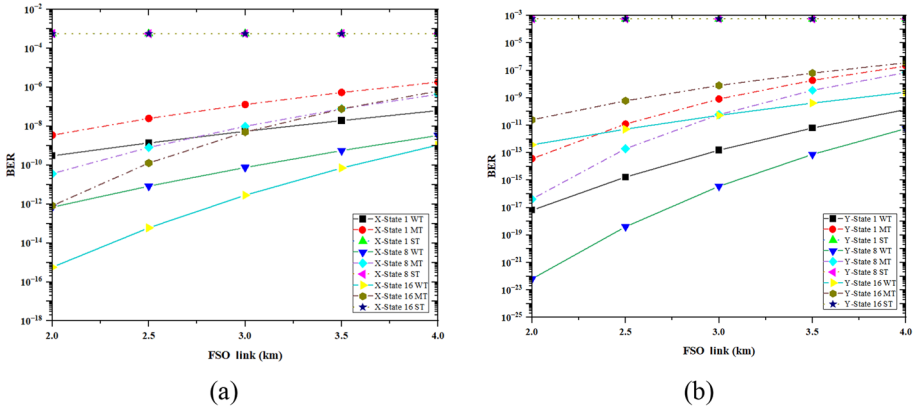 10⁻² 10⁻⁴ 10⁻⁶ 10⁻⁸ 10⁻¹⁰ 10⁻¹² 10⁻¹⁴ 10⁻¹⁶ 10⁻¹⁸
BER
X-State 1 WT
X-State 1 MT
X-State 1 ST
X-State 8 WT
X-State 8 MT
X-State 8 ST
X-State 16 WT
X-State 16 MT
X-State 16 ST
2.0 2.5 3.0 3.5 4.0
FSO link (km)
(a)
10⁻³ 10⁻⁵ 10⁻⁷ 10⁻⁹ 10⁻¹¹ 10⁻¹³ 10⁻¹⁵ 10⁻¹⁷ 10⁻¹⁹ 10⁻²¹ 10⁻²³ 10⁻²⁵
BER
Y-State 1 WT
Y-State 1 MT
Y-State 1 ST
Y-State 8 WT
Y-State 8 MT
Y-State 8 ST
Y-State 16 WT
Y-State 16 MT
Y-State 16 ST
2.0 2.5 3.0 3.5 4.0
FSO link (km)
(b)